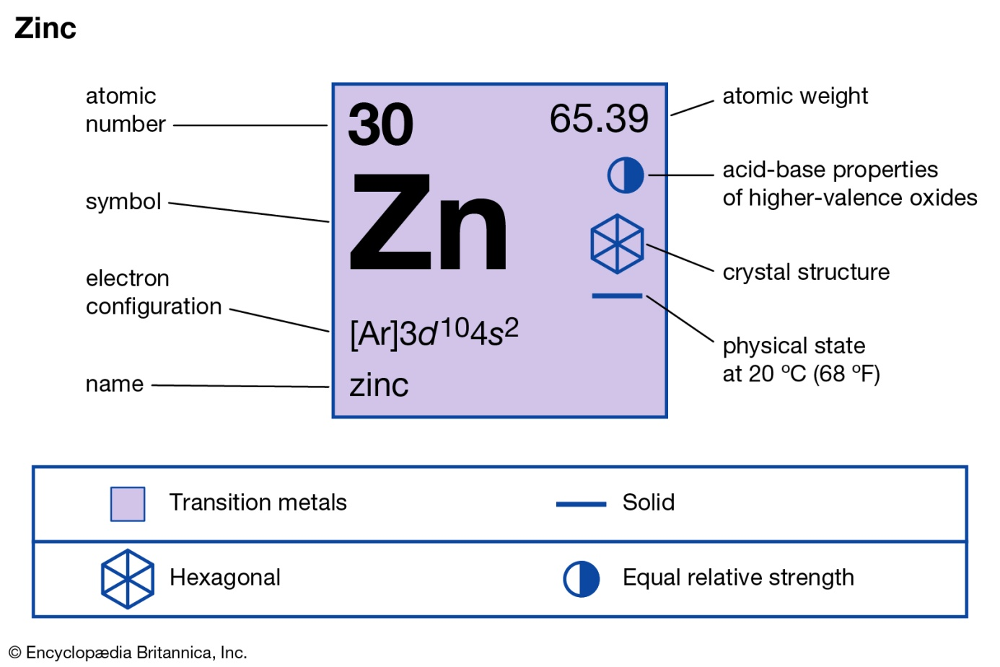 Zinc
atomic
number
symbol
electron
configuration
name
30
65.39
Zn
[Ar]3d¹⁰4s²
zinc
atomic weight
acid-base properties
of higher-valence oxides
crystal structure
physical state
at 20 ºC (68 ºF)
Transition metals
Solid
Hexagonal
Equal relative strength
© Encyclopædia Britannica, Inc.